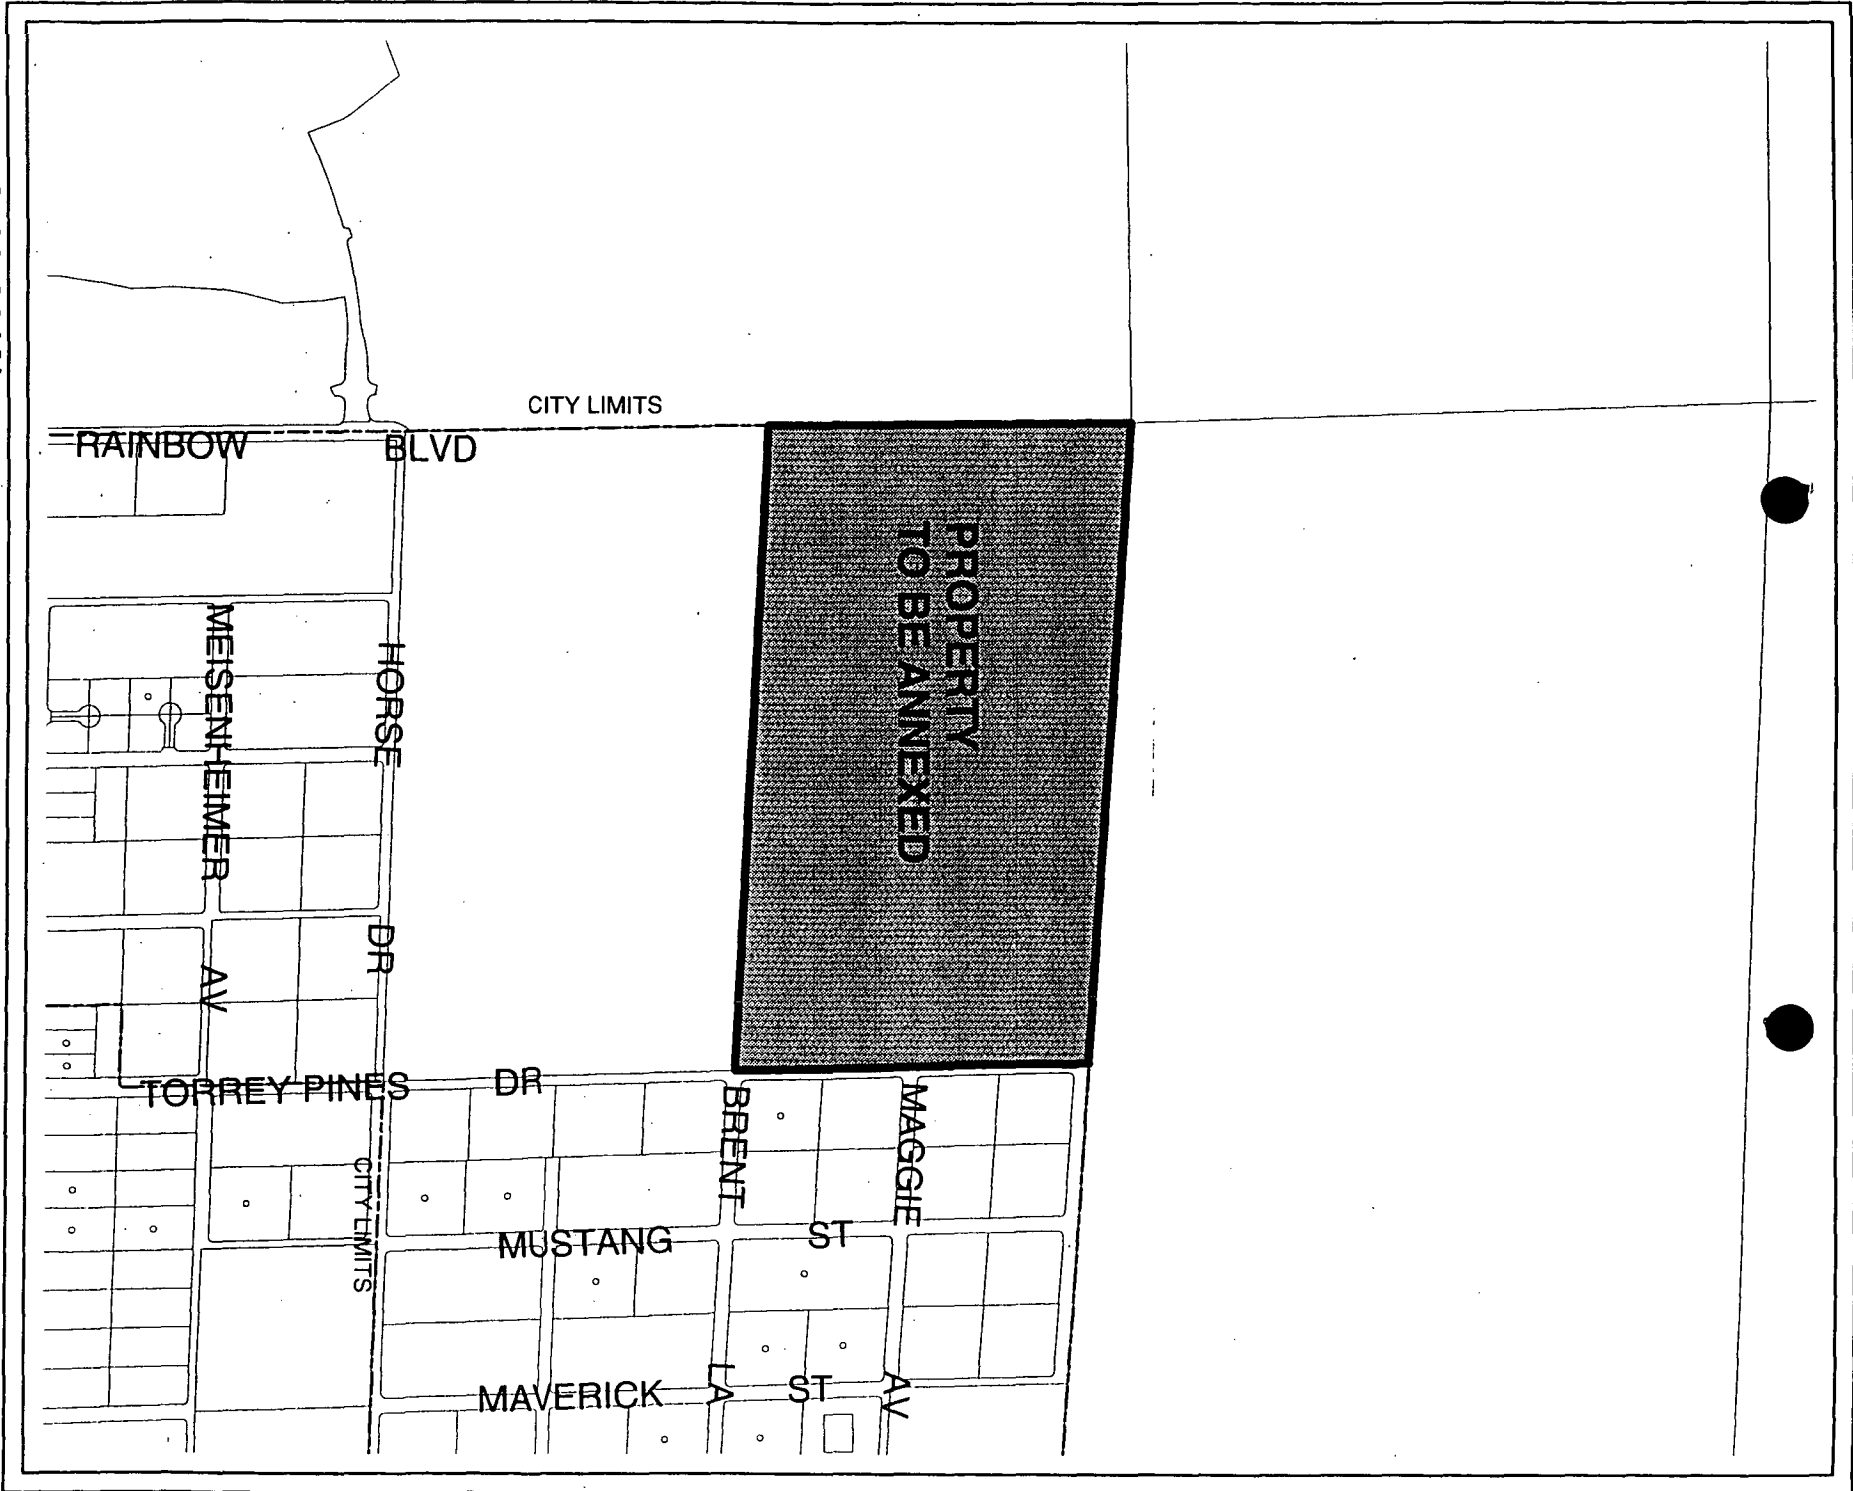 CITY LIMITS
RAINBOW BLVD
PROPERTY
TO BE ANNEXED
MEISENHEIMER AV
HORSE DR
TORREY PINES DR
BRENT LA
MAGGIE AV
CITY LIMITS
MUSTANG ST
MAVERICK ST